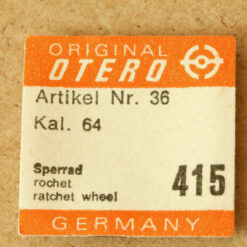 ORIGINAL
OTERO
Artikel Nr. 36
Kal. 64
Sperrad
rochet
ratchet wheel
415
GERMANY